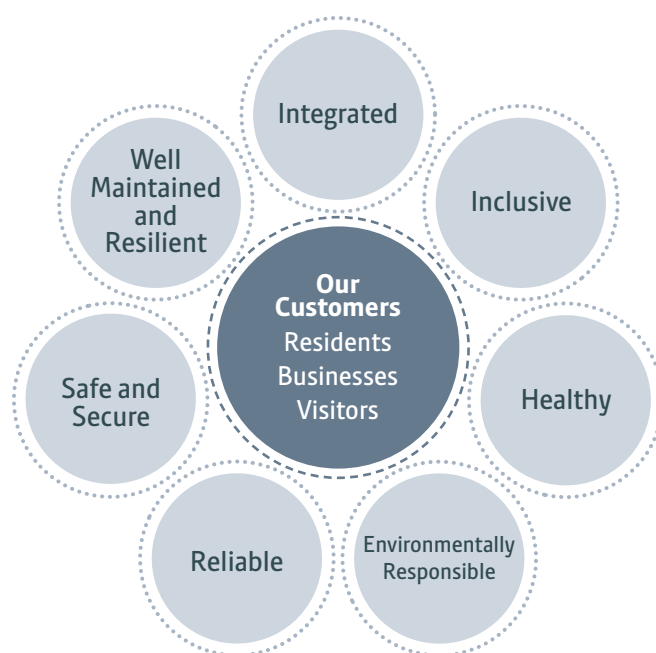 Integrated
Well
Maintained
and
Resilient
Inclusive
Our
Customers
Residents
Businesses
Visitors
Safe and
Secure
Healthy
Reliable
Environmentally
Responsible